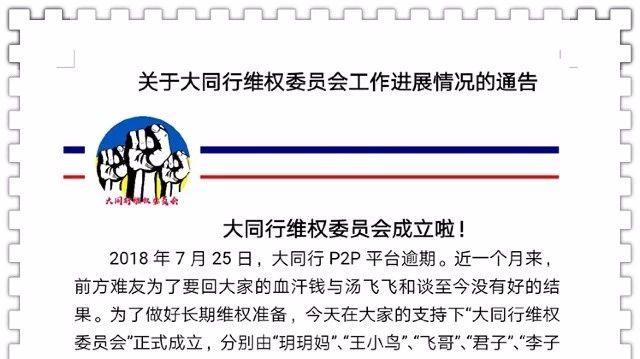 关于大同行维权委员会工作进展情况的通告
大同行维权委员会
大同行维权委员会成立啦！
2018 年 7 月 25 日，大同行 P2P 平台逾期。近一个月来，
前方难友为了要回大家的血汗钱与汤飞飞和谈至今没有好的结
果。为了做好长期维权准备，今天在大家的支持下“大同行维权
委员会”正式成立，分别由“玥玥妈”、“王小鸟”、“飞哥”、“君子”、“李子